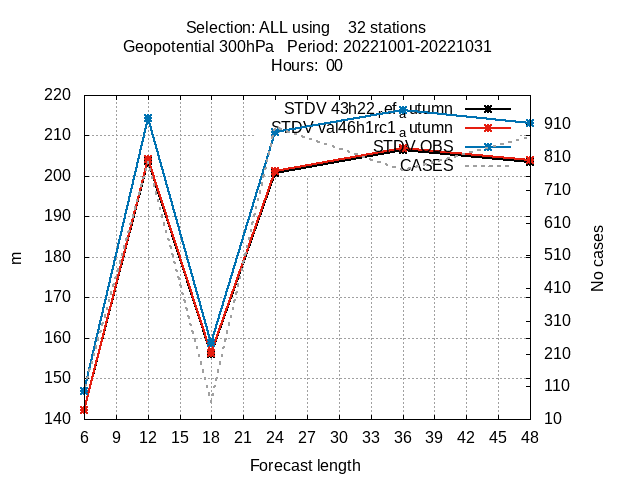 Selection: ALL using 32 stations
Geopotential 300hPa Period: 20221001-20221031
Hours: 00
STDV 43h22_ref_autumn
STDV val46h1rc1_autumn
STDV OBS
CASES
220
210
200
190
180
170
160
150
140
m
910
810
710
610
510
410
310
210
110
10
No cases
6 9 12 15 18 21 24 27 30 33 36 39 42 45 48
Forecast length